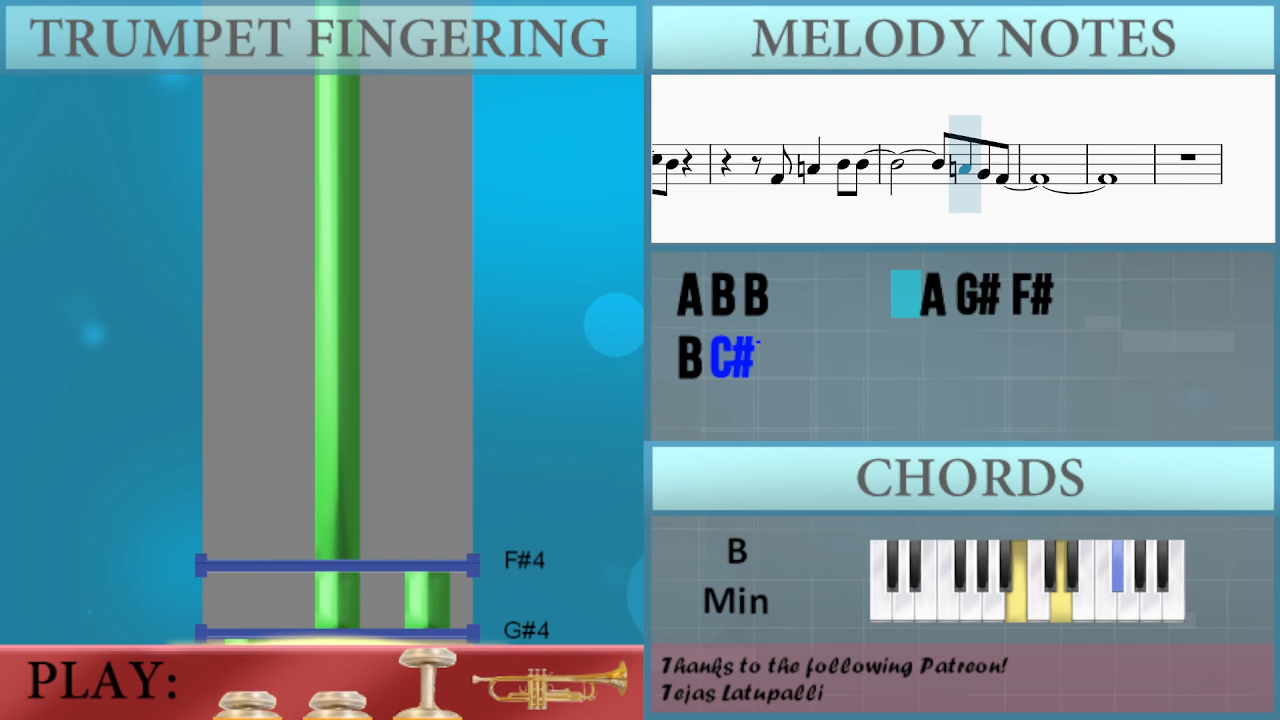 TRUMPET FINGERING
MELODY NOTES
A B B A G# F#
B C#
F#4
G#4
PLAY:
CHORDS
B
Min
Thanks to the following Patreon!
Tejas Latupalli